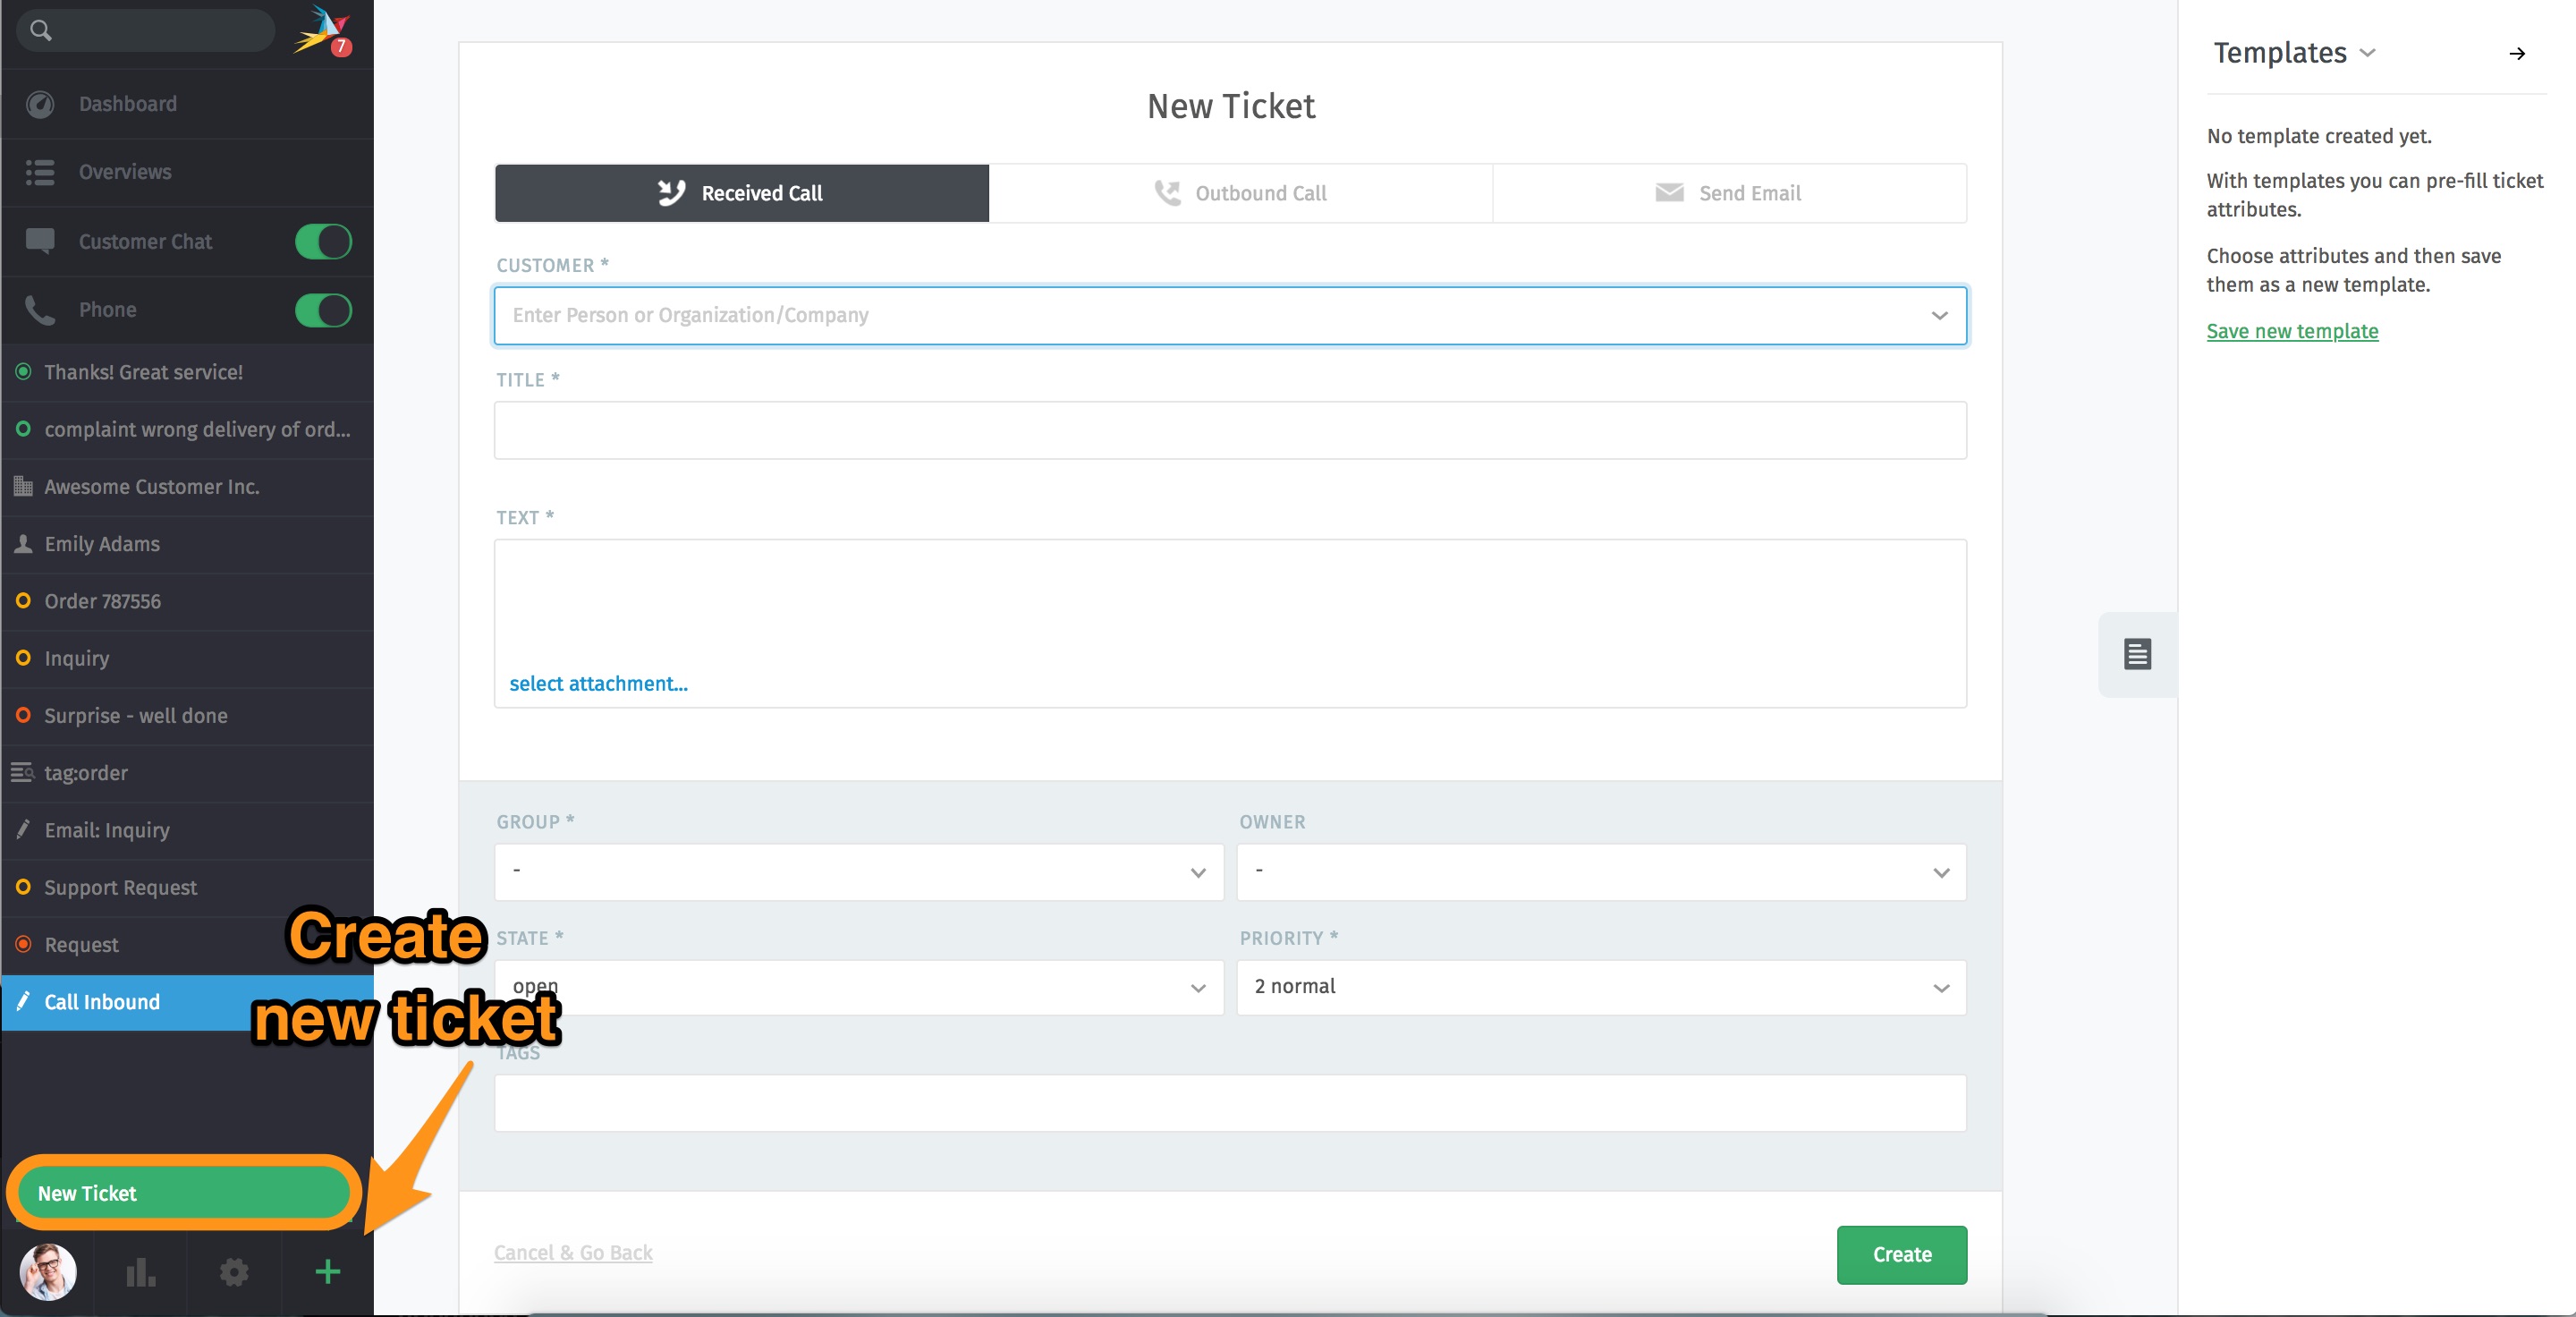 7
Dashboard
Overviews
Customer Chat
Phone
Thanks! Great service!
complaint wrong delivery of ord...
Awesome Customer Inc.
Emily Adams
Order 787556
Inquiry
Surprise - well done
tag:order
Email: Inquiry
Support Request
Request
Call Inbound
Create
new ticket
New Ticket
New Ticket
Received Call
Outbound Call
Send Email
CUSTOMER *
Enter Person or Organization/Company
TITLE *
TEXT *
select attachment...
GROUP *
OWNER
-
-
STATE *
PRIORITY *
open
2 normal
TAGS
Cancel & Go Back
Create
Templates
No template created yet.
With templates you can pre-fill ticket
attributes.
Choose attributes and then save
them as a new template.
Save new template